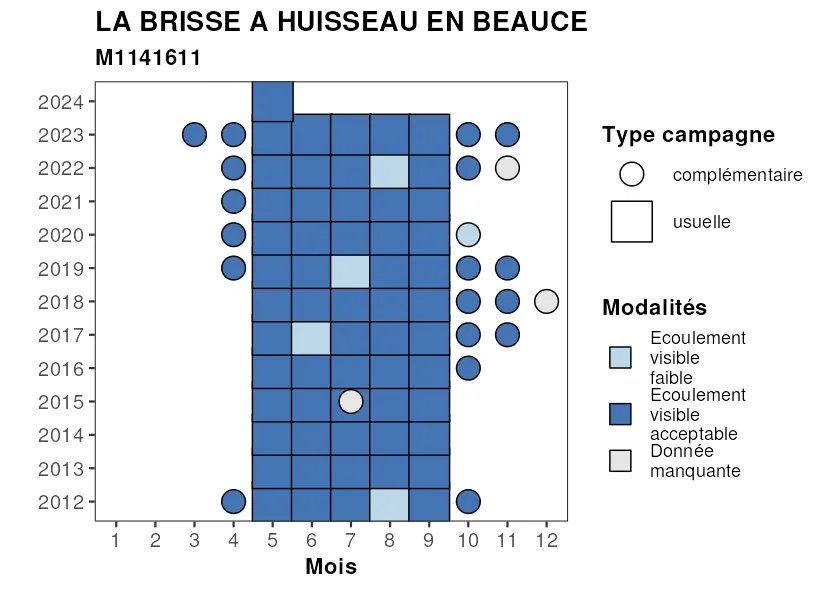 LA BRISSE A HUISSEAU EN BEAUCE
M1141611
2024
2023
2022
2021
2020
2019
2018
2017
2016
2015
2014
2013
2012
1 2 3 4 5 6 7 8 9 10 11 12
Mois
Type campagne
complémentaire
usuelle
Modalités
Ecoulement
visible
faible
Ecoulement
visible
acceptable
Donnée
manquante